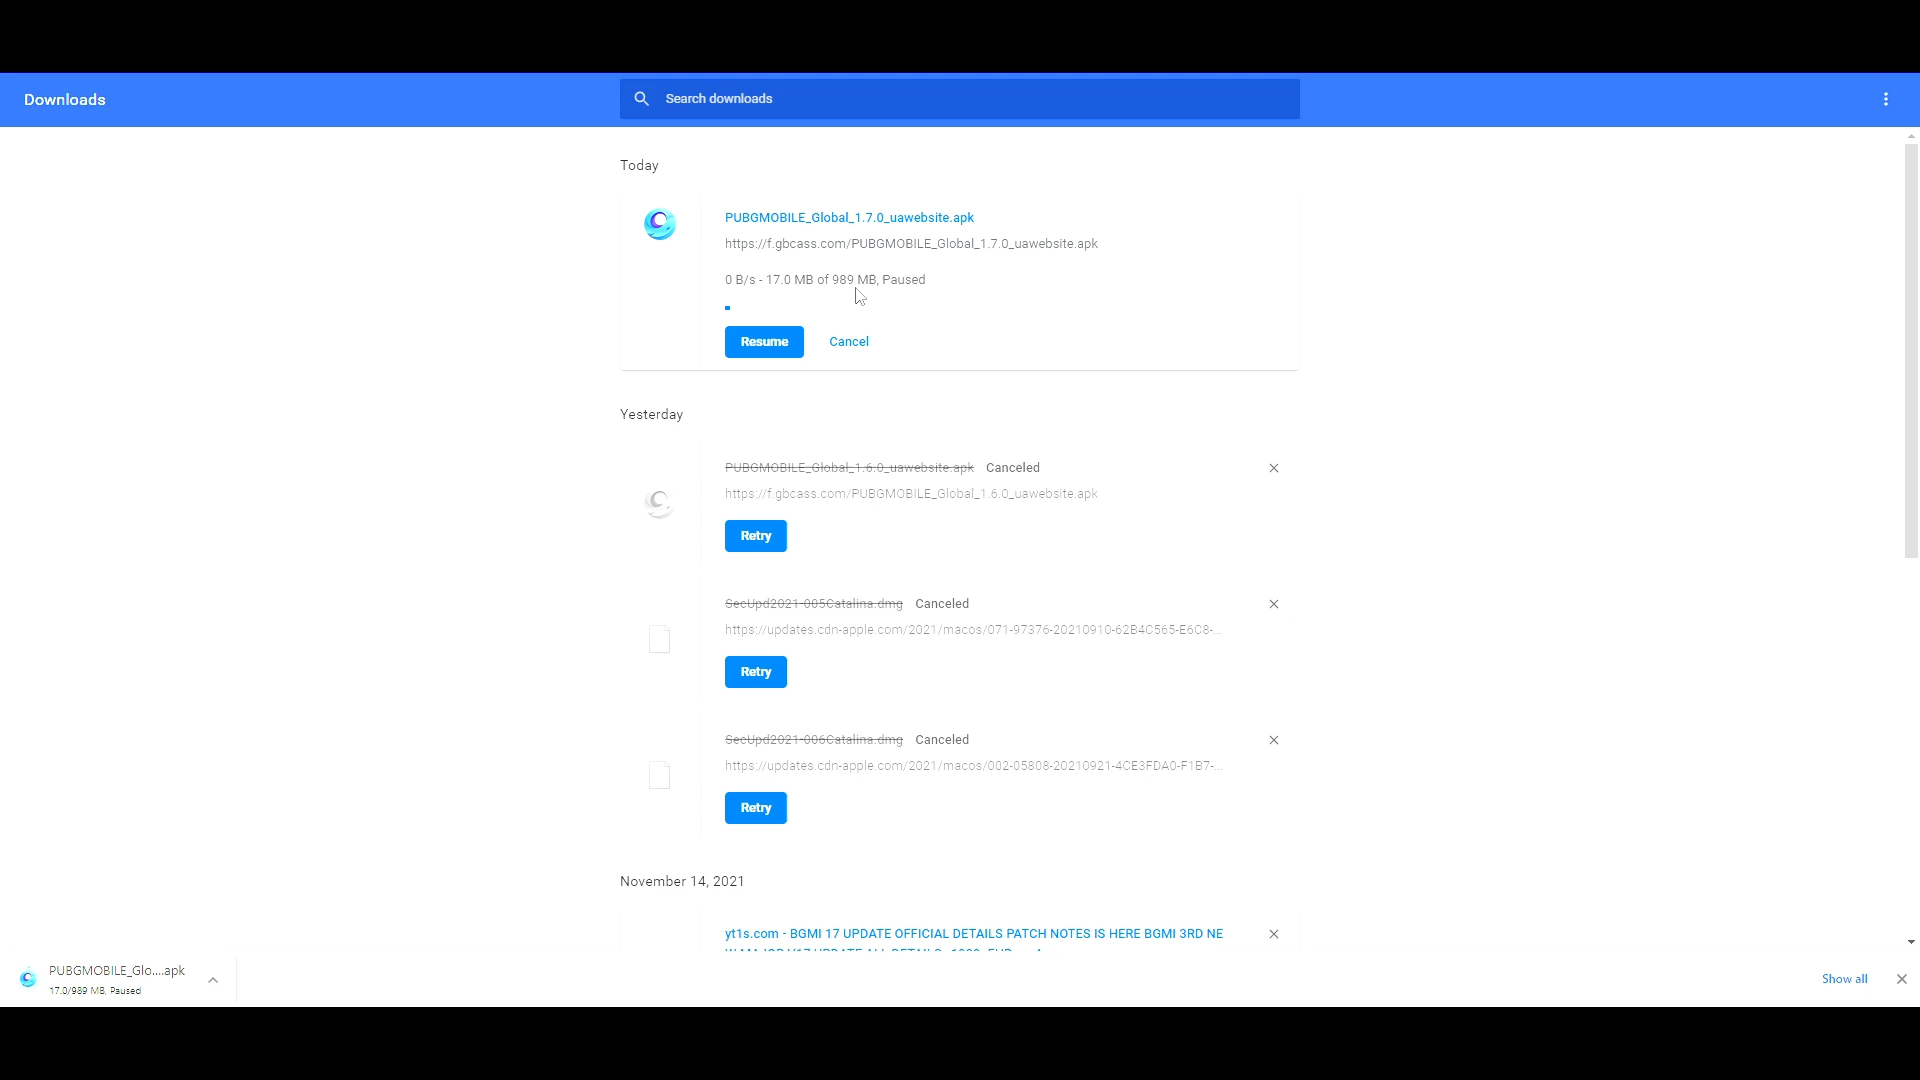 Downloads
Search downloads
Today
PUBGMOBILE_Global_1.7.0_uawebsite.apk
https://f.gbcass.com/PUBGMOBILE_Global_1.7.0_uawebsite.apk
0 B/s - 17.0 MB of 989 MB, Paused
Resume Cancel
Yesterday
PUBGMOBILE_Global_1.6.0_uawebsite.apk Canceled
https://f.gbcass.com/PUBGMOBILE_Global_1.6.0_uawebsite.apk
Retry
SecUpd2021-005Catalina.dmg Canceled
https://updates.cdn-apple.com/2021/macos/071-97376-20210910-62B4C565-E6C8-...
Retry
SecUpd2021-006Catalina.dmg Canceled
https://updates.cdn-apple.com/2021/macos/002-05808-20210921-4CE3FDA0-F1B7-...
Retry
November 14, 2021
yt1s.com - BGMI 17 UPDATE OFFICIAL DETAILS PATCH NOTES IS HERE BGMI 3RD NE
PUBGMOBILE_Glo....apk
17.0/989 MB, Paused
Show all